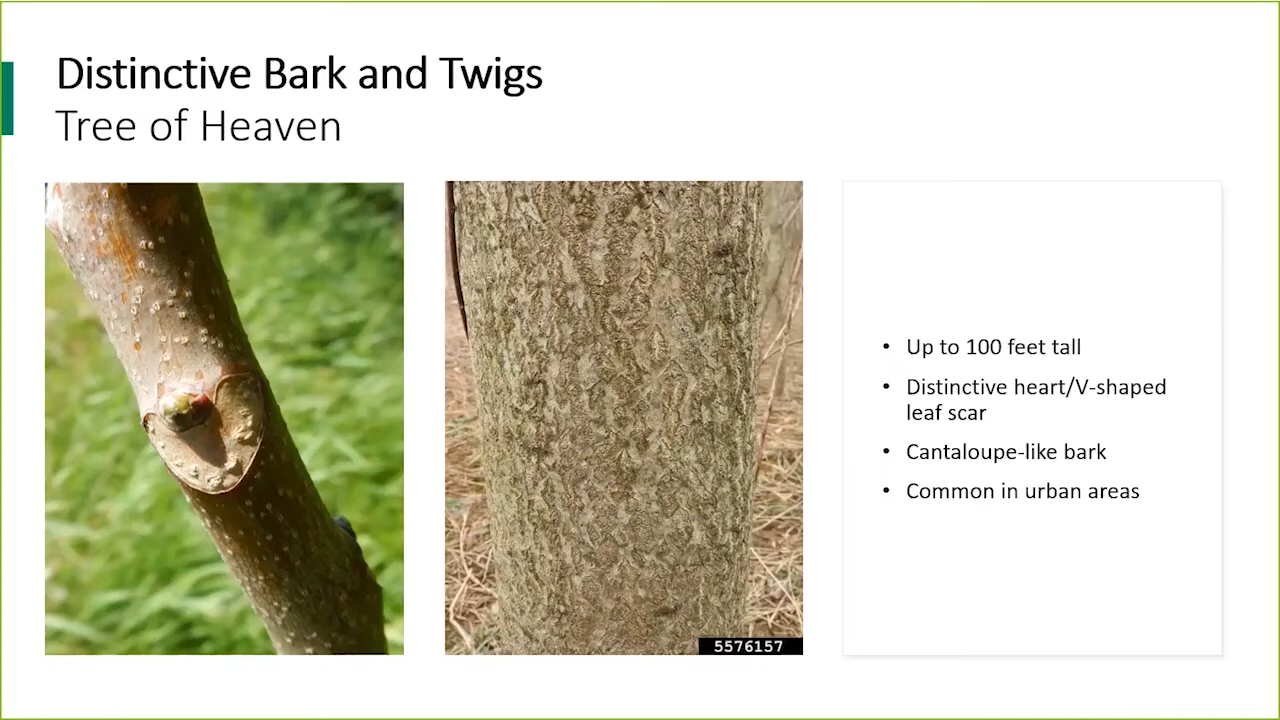 Distinctive Bark and Twigs
Tree of Heaven
5576157
• Up to 100 feet tall
• Distinctive heart/V-shaped
leaf scar
• Cantaloupe-like bark
• Common in urban areas